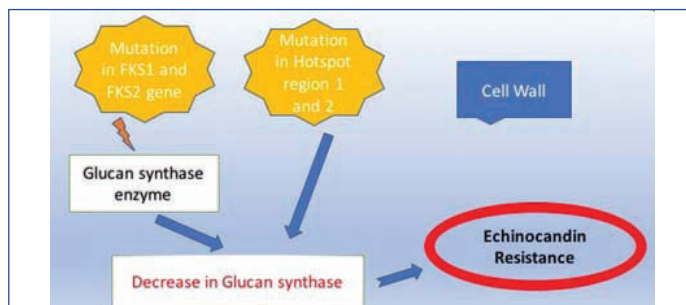 Mutation
in FKS1 and
FKS2 gene
Mutation
in Hotspot
region 1
and 2
Cell Wall
Glucan synthase
enzyme
Echinocandin
Resistance
Decrease in Glucan synthase